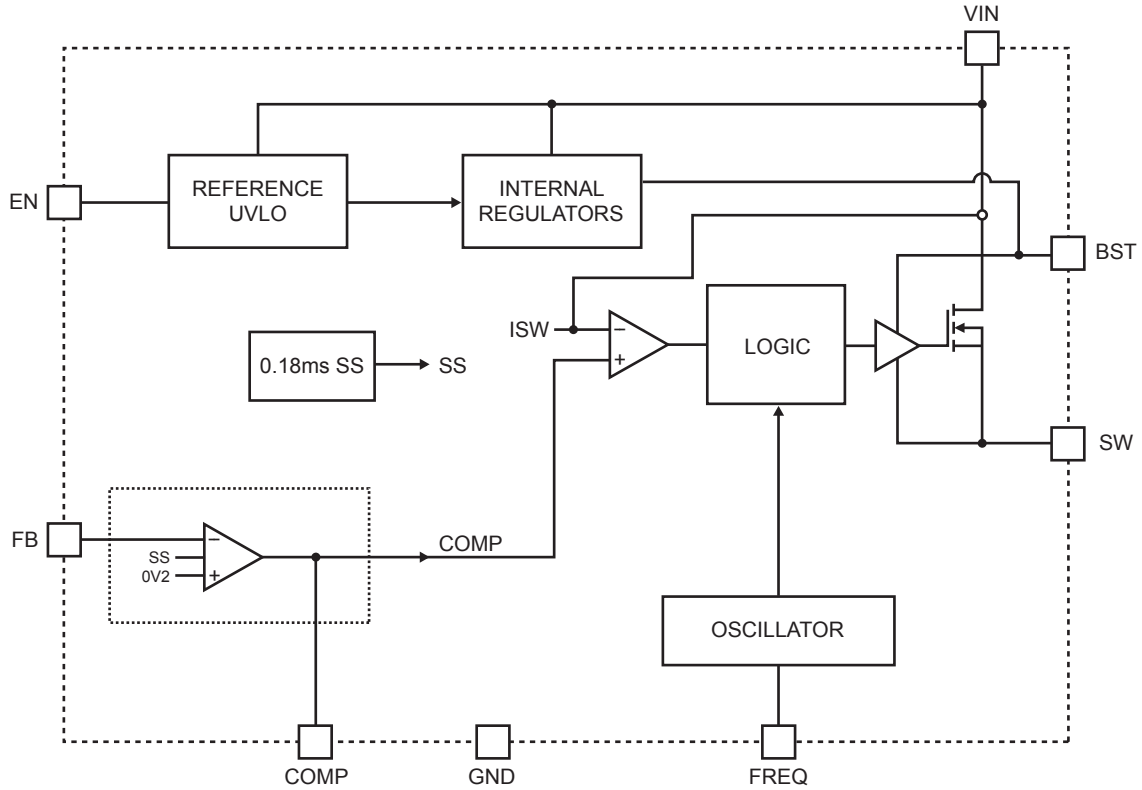 VIN
EN
REFERENCE
UVLO
INTERNAL
REGULATORS
BST
ISW
−
+
LOGIC
0.18ms SS
SS
SW
FB
−
SS
0V2
+
COMP
OSCILLATOR
COMP
GND
FREQ